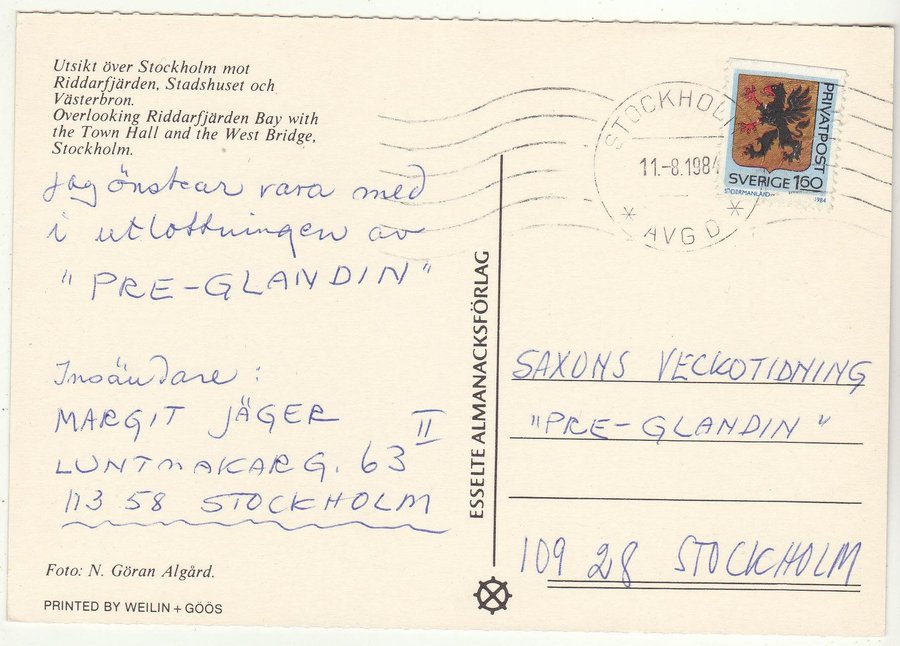 Utsikt över Stockholm mot
Riddarfjärden, Stadshuset och
Västerbron.
Overlooking Riddarfjärden Bay with
the Town Hall and the West Bridge,
Stockholm.
Jag önskar vara med
i utlottningen av
"PRE-GLANDIN"
Insändare:
MARGIT JÄGER
LUNTMAKARG. 63 II
113 58 STOCKHOLM
Foto: N. Göran Algård.
PRINTED BY WEILIN + GÖÖS
ESSELTE ALMANACKSFÖRLAG
STOCKHOL
11.-8.1984
* AVG D *
PRIVATPOST
SVERIGE 160
SÖDERMANLAND
1984
SAXONS VECKOTIDNING
"PRE-GLANDIN"
109 28 STOCKHOLM